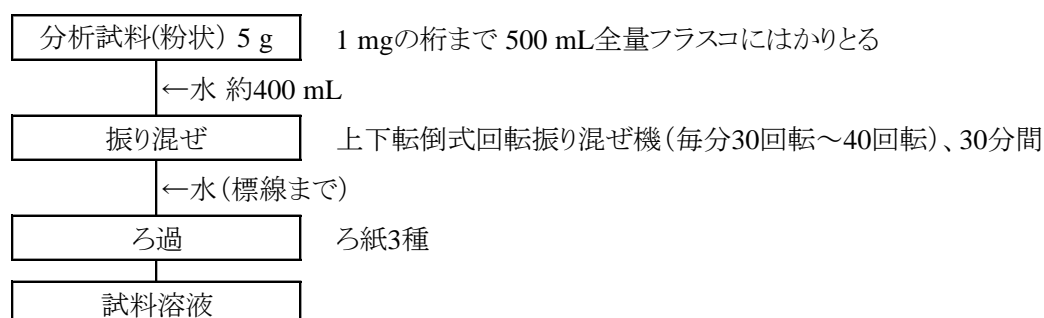 分析試料(粉状) 5 g 1 mgの桁まで 500 mL全量フラスコにはかりとる
←水 約400 mL
振り混ぜ 上下転倒式回転振り混ぜ機(毎分30回転～40回転)、30分間
←水(標線まで)
ろ過 ろ紙3種
試料溶液